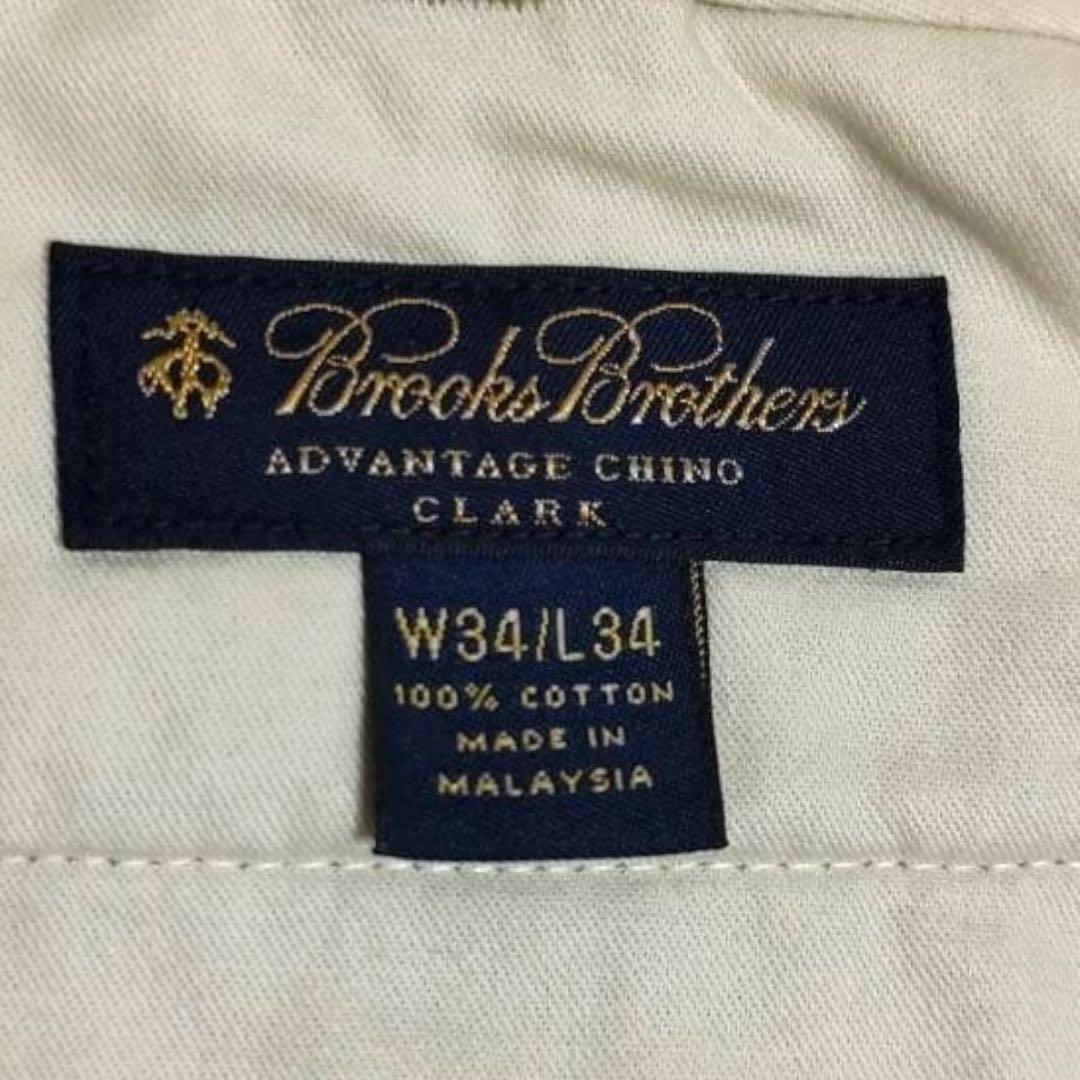 Brooks Brothers
ADVANTAGE CHINO
CLARK
W34/L34
100% COTTON
MADE IN
MALAYSIA